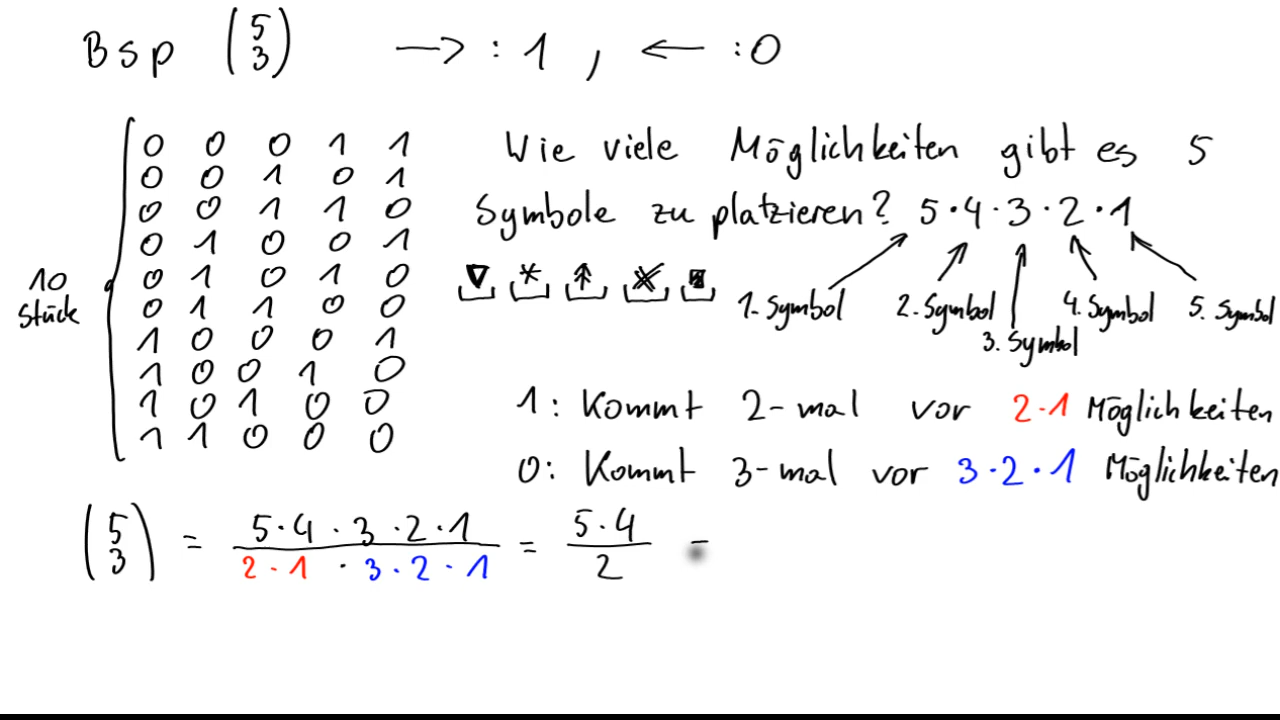 Bsp (5 3) → : 1 , ← : 0
0 0 0 1 1
0 0 1 0 1
0 0 1 1 0
0 1 0 0 1
0 1 0 1 0
0 1 1 0 0
1 0 0 0 1
1 0 0 1 0
1 0 1 0 0
1 1 0 0 0
10
Stück
Wie viele Möglichkeiten gibt es 5
Symbole zu platzieren? 5·4·3·2·1
1. Symbol 2. Symbol 3. Symbol 4. Symbol 5. Symbol
1: Kommt 2-mal vor 2·1 Möglichkeiten
0: Kommt 3-mal vor 3·2·1 Möglichkeiten
(5 3) = 5·4·3·2·1 / 2·1·3·2·1 = 5·4 / 2 =